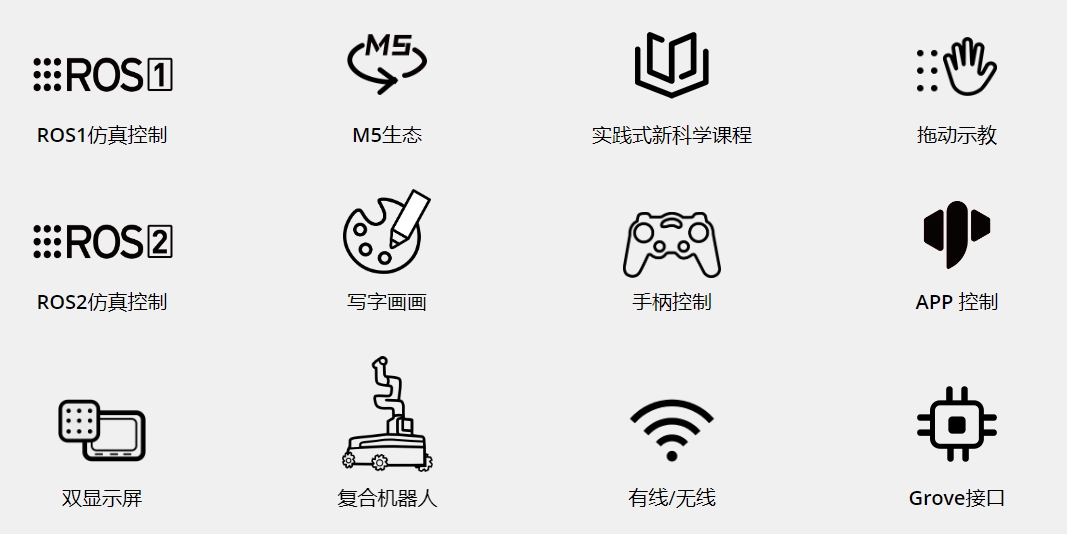 ROS 1
M5
ROS1仿真控制
M5生态
实践式新科学课程
拖动示教
ROS 2
ROS2仿真控制
写字画画
手柄控制
APP 控制
双显示屏
复合机器人
有线/无线
Grove接口